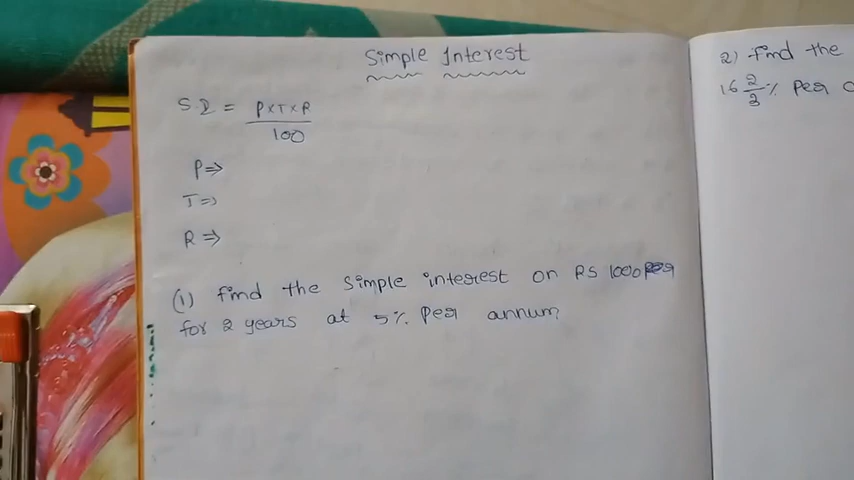 Simple Interest
SI = P×T×R
100
P⇒
T⇒
R⇒
(1) find the simple interest on RS 1000
for 2 years at 5% per annum
2) find the
16 2/3 % per